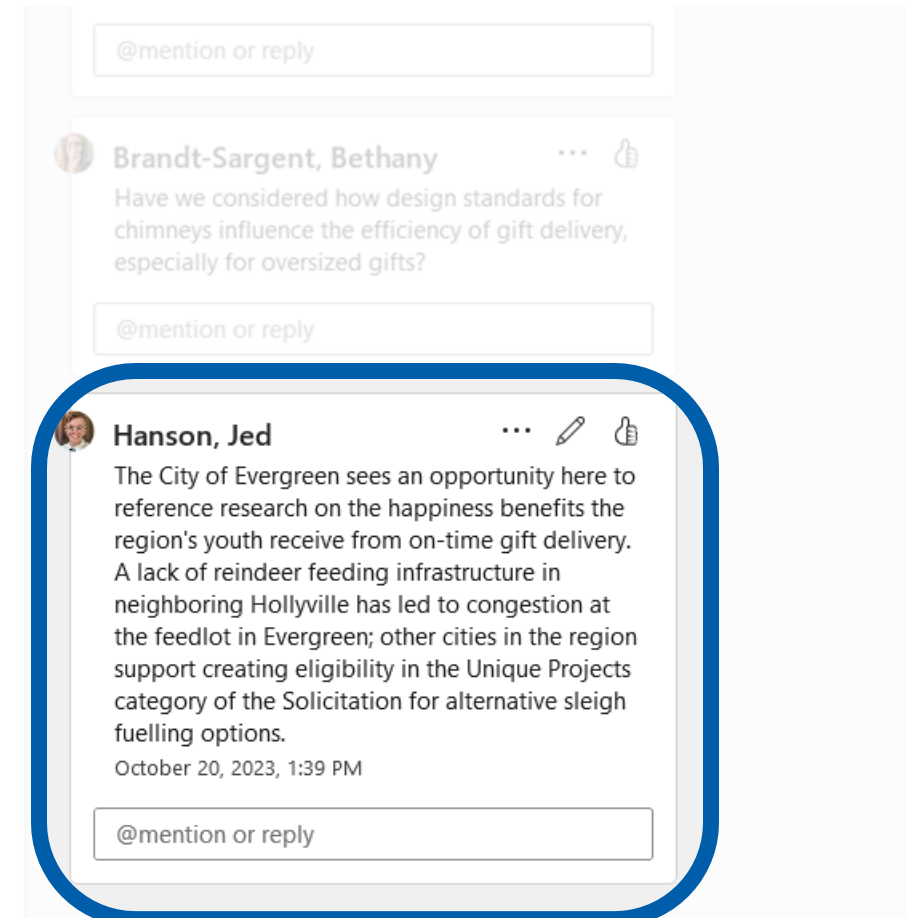 @mention or reply
Brandt-Sargent, Bethany
Have we considered how design standards for
chimneys influence the efficiency of gift delivery,
especially for oversized gifts?
@mention or reply
Hanson, Jed
The City of Evergreen sees an opportunity here to
reference research on the happiness benefits the
region's youth receive from on-time gift delivery.
A lack of reindeer feeding infrastructure in
neighboring Hollyville has led to congestion at
the feedlot in Evergreen; other cities in the region
support creating eligibility in the Unique Projects
category of the Solicitation for alternative sleigh
fuelling options.
October 20, 2023, 1:39 PM
@mention or reply